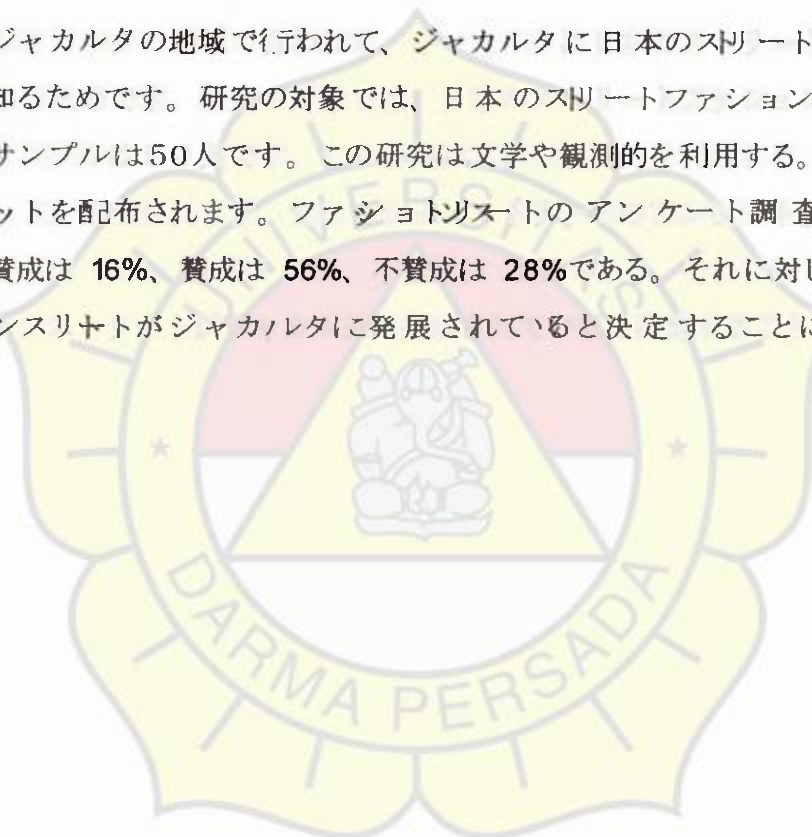 ジャカルタの地域で行われて、ジャカルタに日本のストリート
知るためです。研究の対象では、日本のストリートファション
サンプルは50人です。この研究は文学や観測的を利用する。
ットを配布されます。ファショトンリストのアンケート調査
賛成は 16%、賛成は 56%、不賛成は 28%である。それに対し
ンスリートがジャカルタに発展されていると決定することに
UNIVERSITAS
DARMA PERSADA